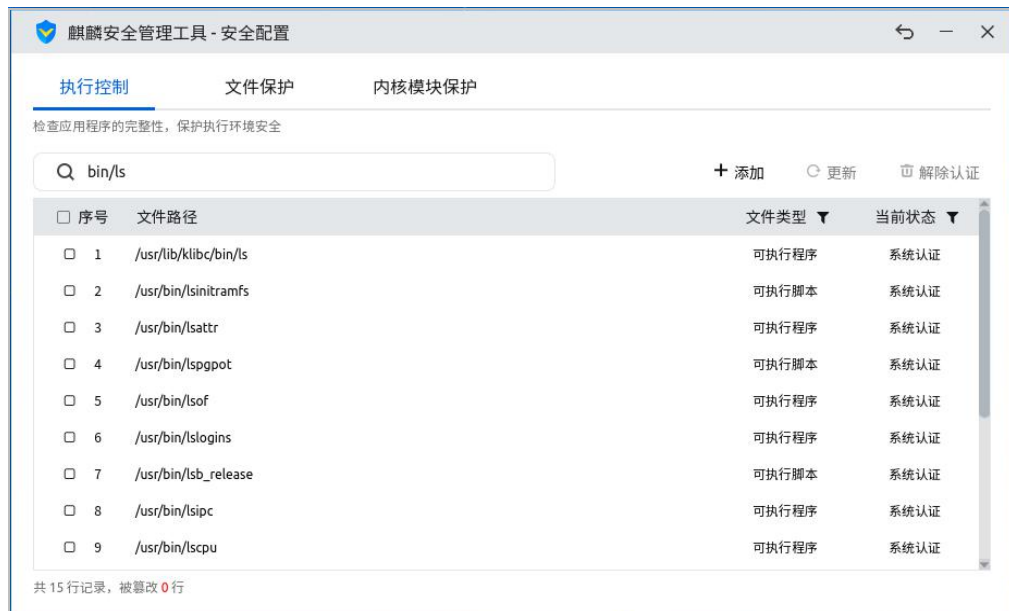 麒麟安全管理工具 - 安全配置
执行控制 文件保护 内核模块保护
检查应用程序的完整性，保护执行环境安全
bin/ls 添加 更新 解除认证
序号 文件路径 文件类型 当前状态
1 /usr/lib/klibc/bin/ls 可执行程序 系统认证
2 /usr/bin/lsinitramfs 可执行脚本 系统认证
3 /usr/bin/lsattr 可执行程序 系统认证
4 /usr/bin/lspgpot 可执行脚本 系统认证
5 /usr/bin/lsof 可执行程序 系统认证
6 /usr/bin/lslogins 可执行程序 系统认证
7 /usr/bin/lsb_release 可执行脚本 系统认证
8 /usr/bin/lsipc 可执行程序 系统认证
9 /usr/bin/lscpu 可执行程序 系统认证
共 15 行记录，被篡改 0 行